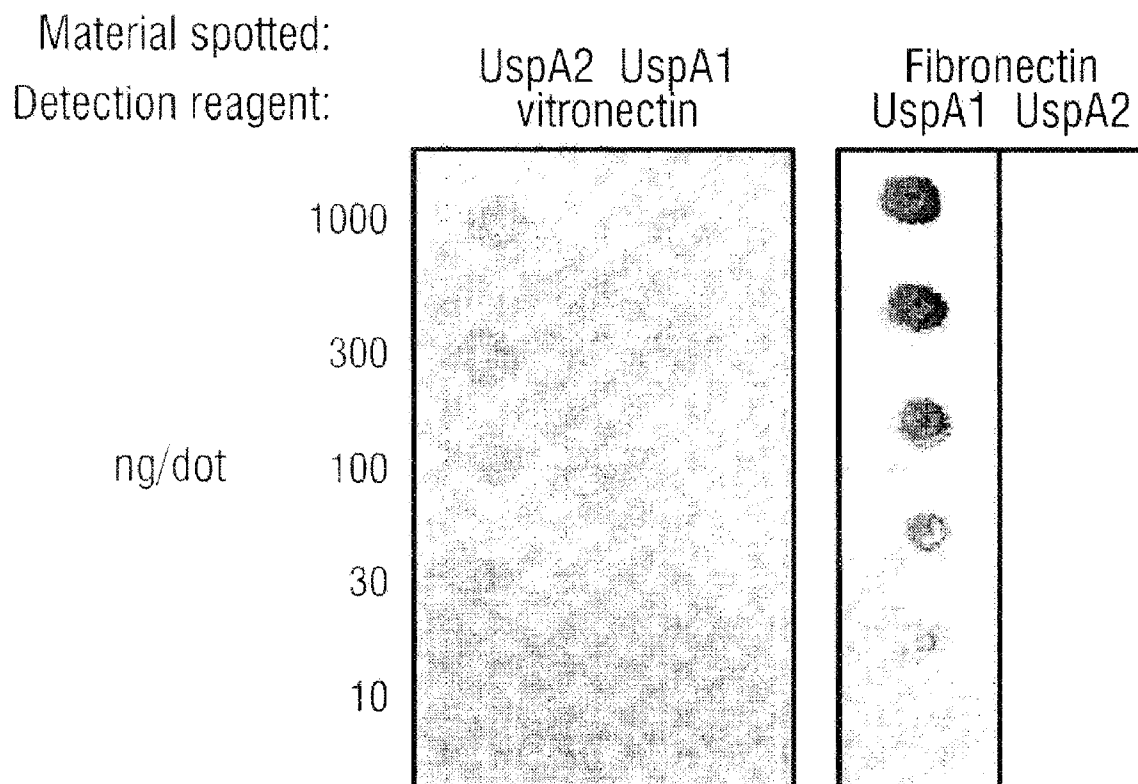 Material spotted:
UspA2 UspA1
Fibronectin
Detection reagent:
vitronectin
UspA1 UspA2
1000
300
ng/dot
100
30
10